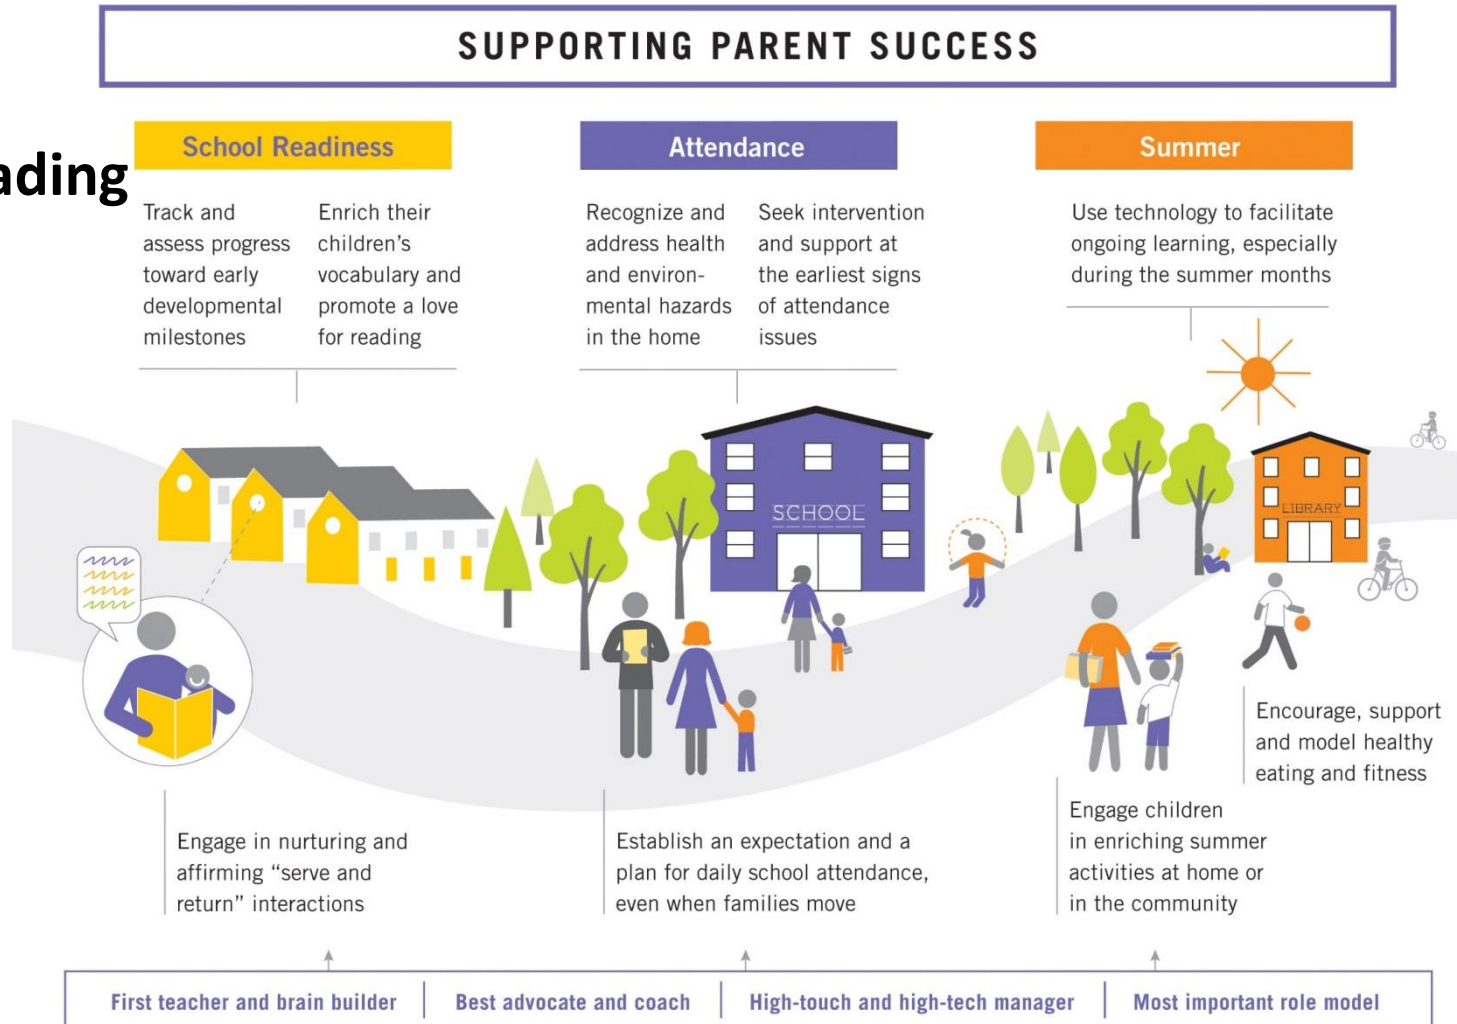 SUPPORTING PARENT SUCCESS
ading
School Readiness
Track and
assess progress
toward early
developmental
milestones
Enrich their
children's
vocabulary and
promote a love
for reading
Attendance
Recognize and
address health
and environ-
mental hazards
in the home
Seek intervention
and support at
the earliest signs
of attendance
issues
Summer
Use technology to facilitate
ongoing learning, especially
during the summer months
SCHOOL
LIBRARY
Engage in nurturing and
affirming “serve and
return” interactions
Establish an expectation and a
plan for daily school attendance,
even when families move
Engage children
in enriching summer
activities at home or
in the community
Encourage, support
and model healthy
eating and fitness
First teacher and brain builder
Best advocate and coach
High-touch and high-tech manager
Most important role model